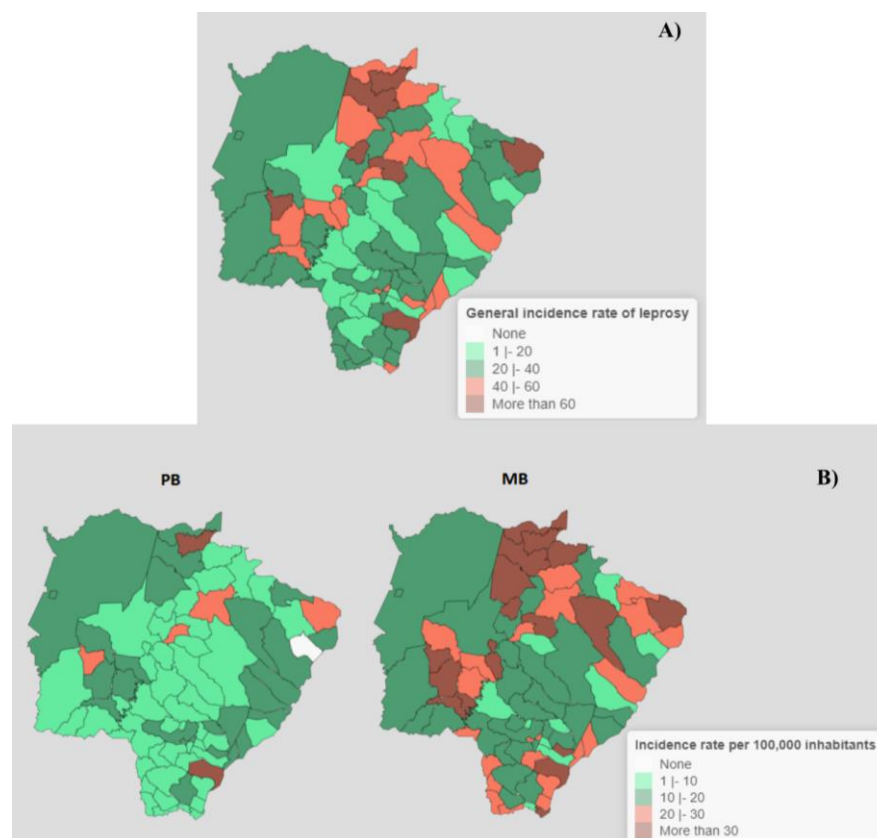 A)
General incidence rate of leprosy
None
1 |- 20
20 |- 40
40 |- 60
More than 60
PB
MB
B)
Incidence rate per 100,000 inhabitants
None
1 |- 10
10 |- 20
20 |- 30
More than 30